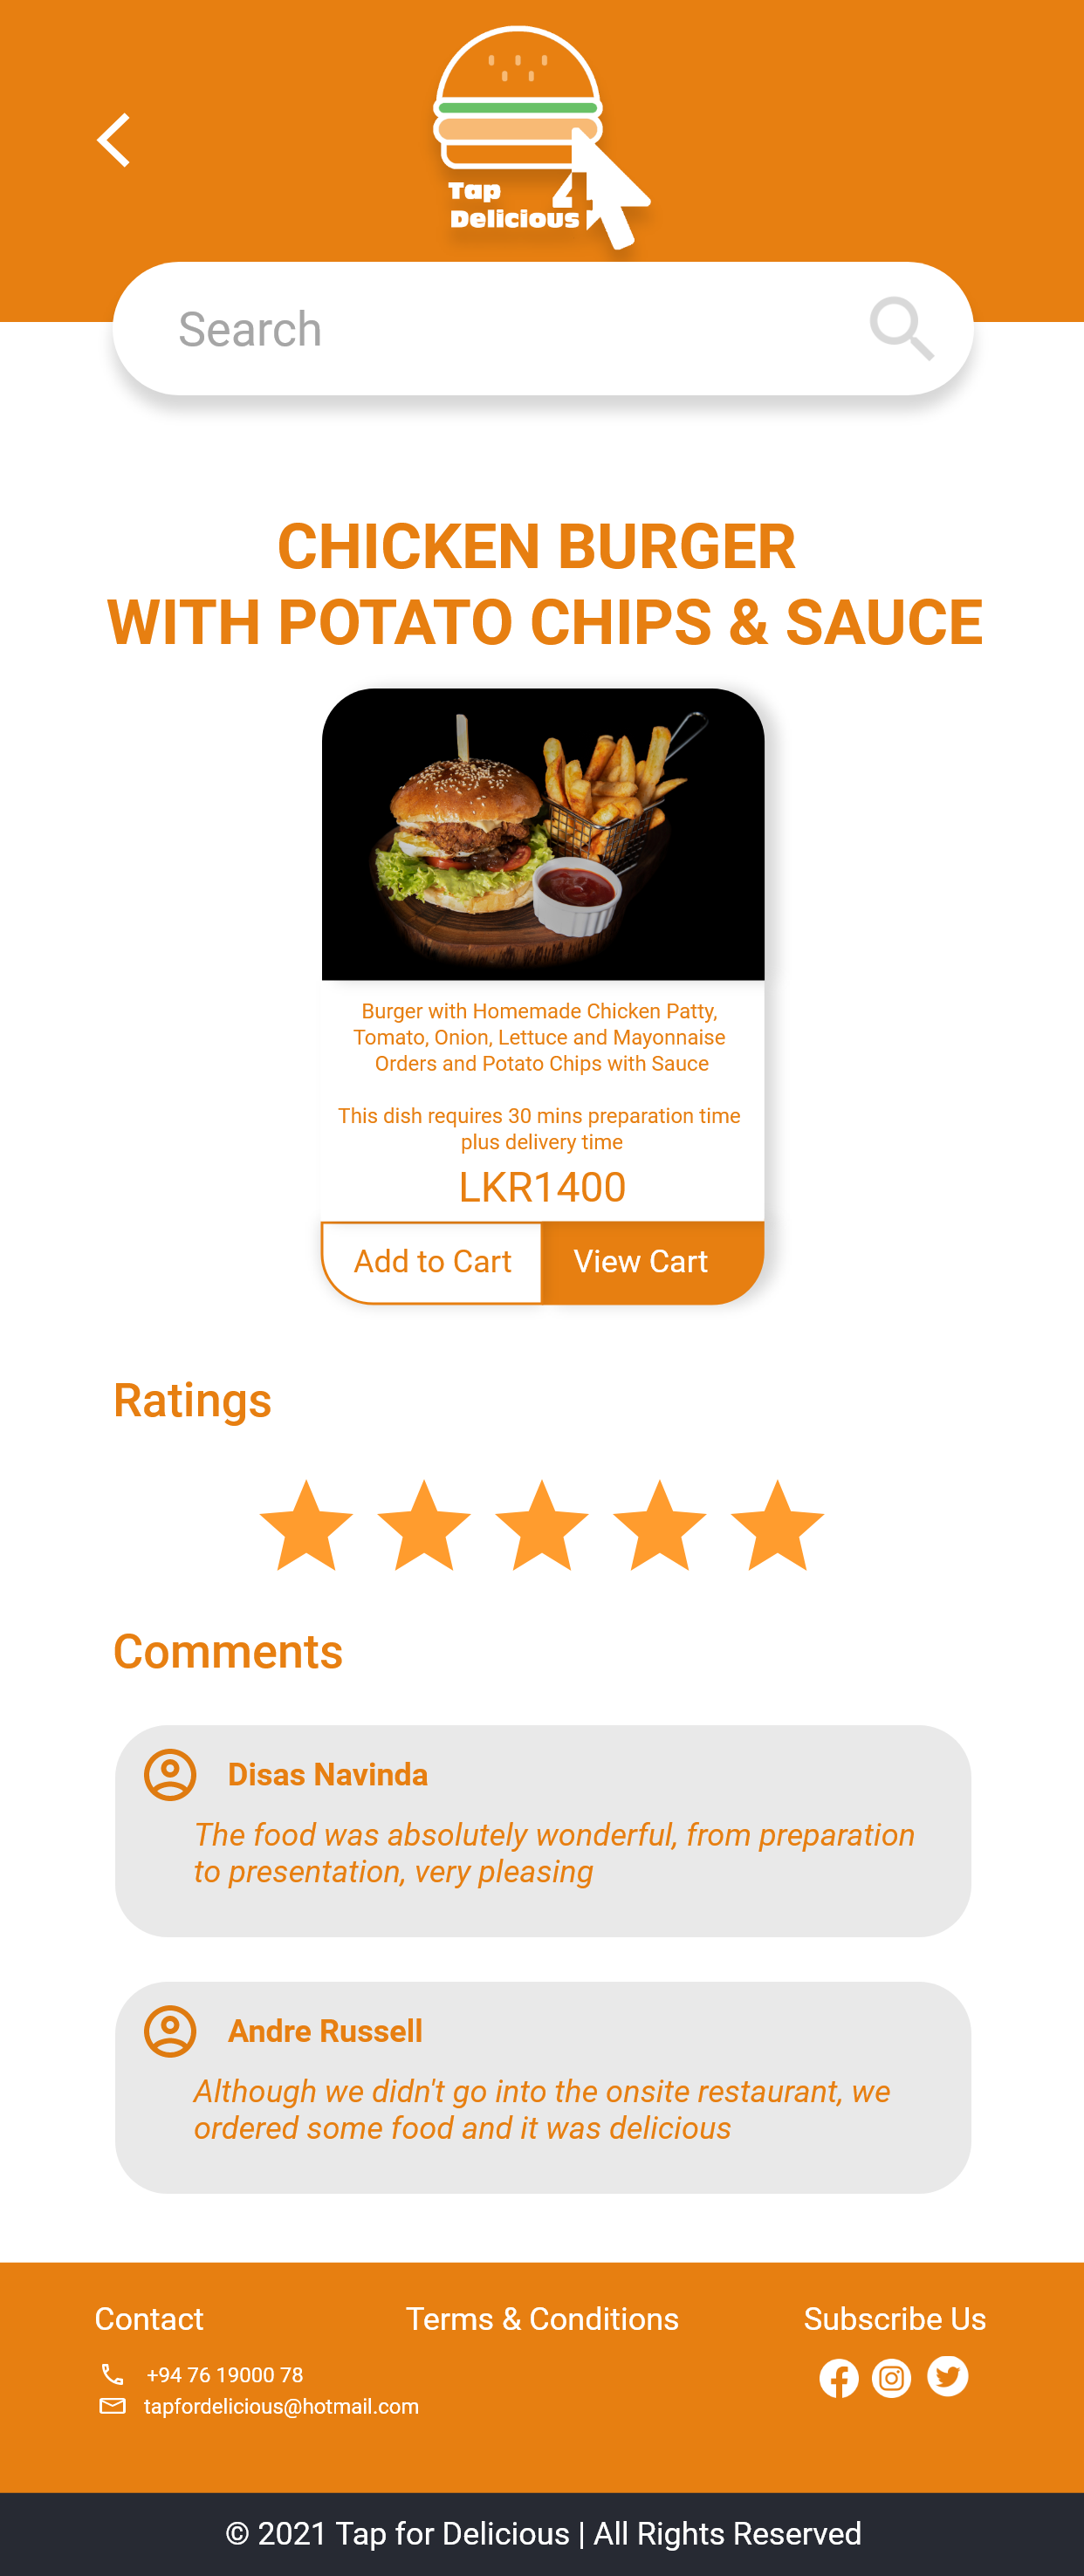 Tap 4
Delicious
Search
CHICKEN BURGER
WITH POTATO CHIPS & SAUCE
Burger with Homemade Chicken Patty,
Tomato, Onion, Lettuce and Mayonnaise
Orders and Potato Chips with Sauce
This dish requires 30 mins preparation time
plus delivery time
LKR1400
Add to Cart
View Cart
Ratings
Comments
Disas Navinda
The food was absolutely wonderful, from preparation
to presentation, very pleasing
Andre Russell
Although we didn't go into the onsite restaurant, we
ordered some food and it was delicious
Contact
+94 76 19000 78
tapfordelicious@hotmail.com
Terms & Conditions
Subscribe Us
© 2021 Tap for Delicious | All Rights Reserved